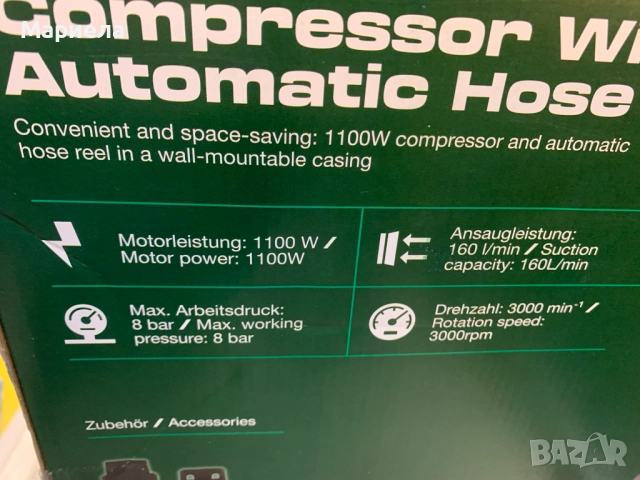 Мариела
Compressor Wi
Automatic Hose
Convenient and space-saving: 1100W compressor and automatic
hose reel in a wall-mountable casing
Motorleistung: 1100 W /
Motor power: 1100W
Ansaugleistung:
160 l/min / Suction
capacity: 160L/min
Max. Arbeitsdruck:
8 bar / Max. working
pressure: 8 bar
Drehzahl: 3000 min⁻¹ /
Rotation speed:
3000rpm
Zubehör / Accessories
BAZAR
bg